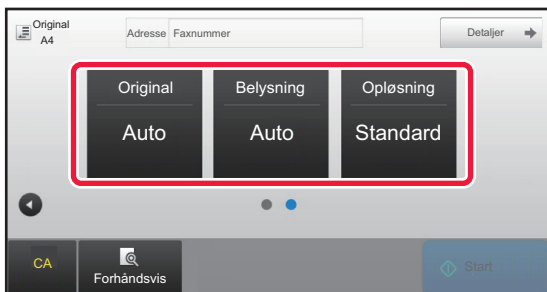 Original
A4
Adresse Faxnummer
Detaljer
Original
Belysning
Opløsning
Auto
Auto
Standard
CA
Forhåndsvis
Start